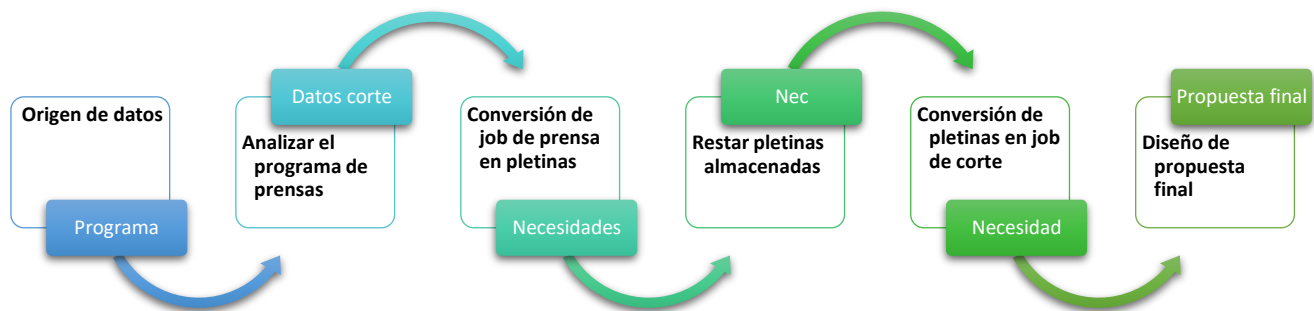 Origen de datos
Programa
Datos corte
Analizar el
programa de
prensas
Conversión de
job de prensa
en pletinas
Necesidades
Nec
Restar pletinas
almacenadas
Conversión de
pletinas en job
de corte
Necesidad
Propuesta final
Diseño de
propuesta
final